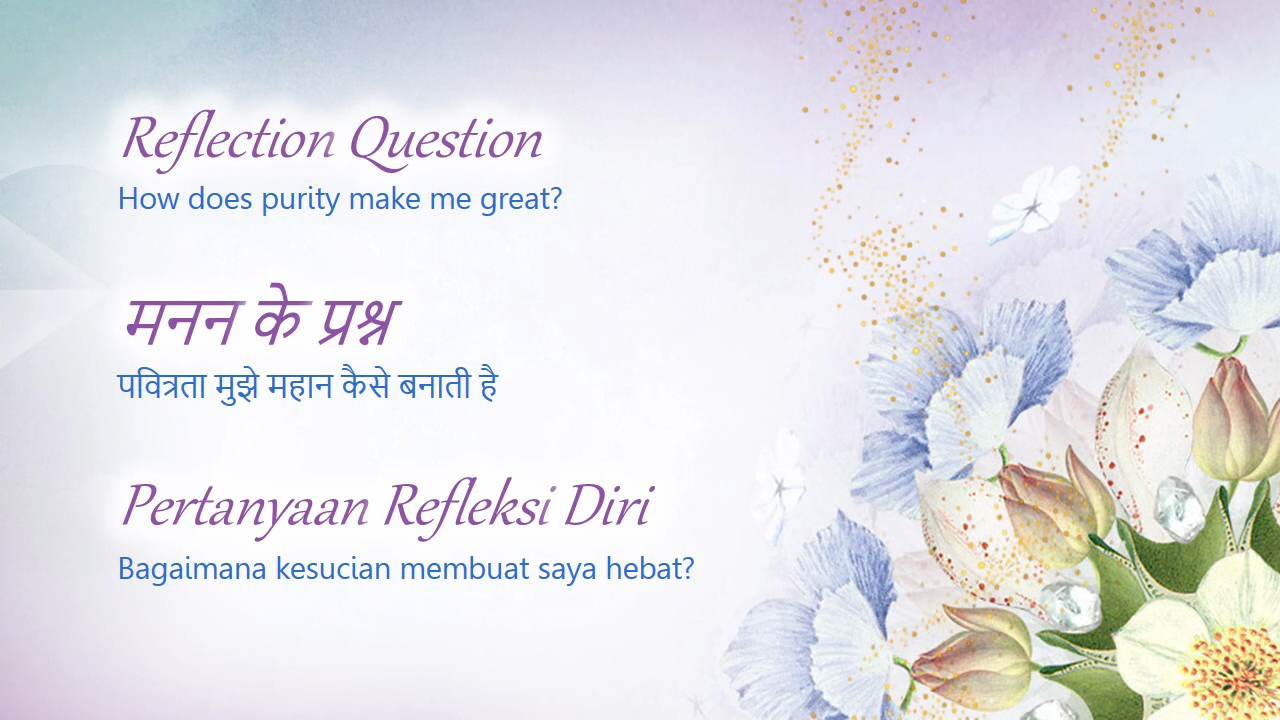 Reflection Question
How does purity make me great?
मनन के प्रश्न
पवित्रता मुझे महान कैसे बनाती है
Pertanyaan Refleksi Diri
Bagaimana kesucian membuat saya hebat?